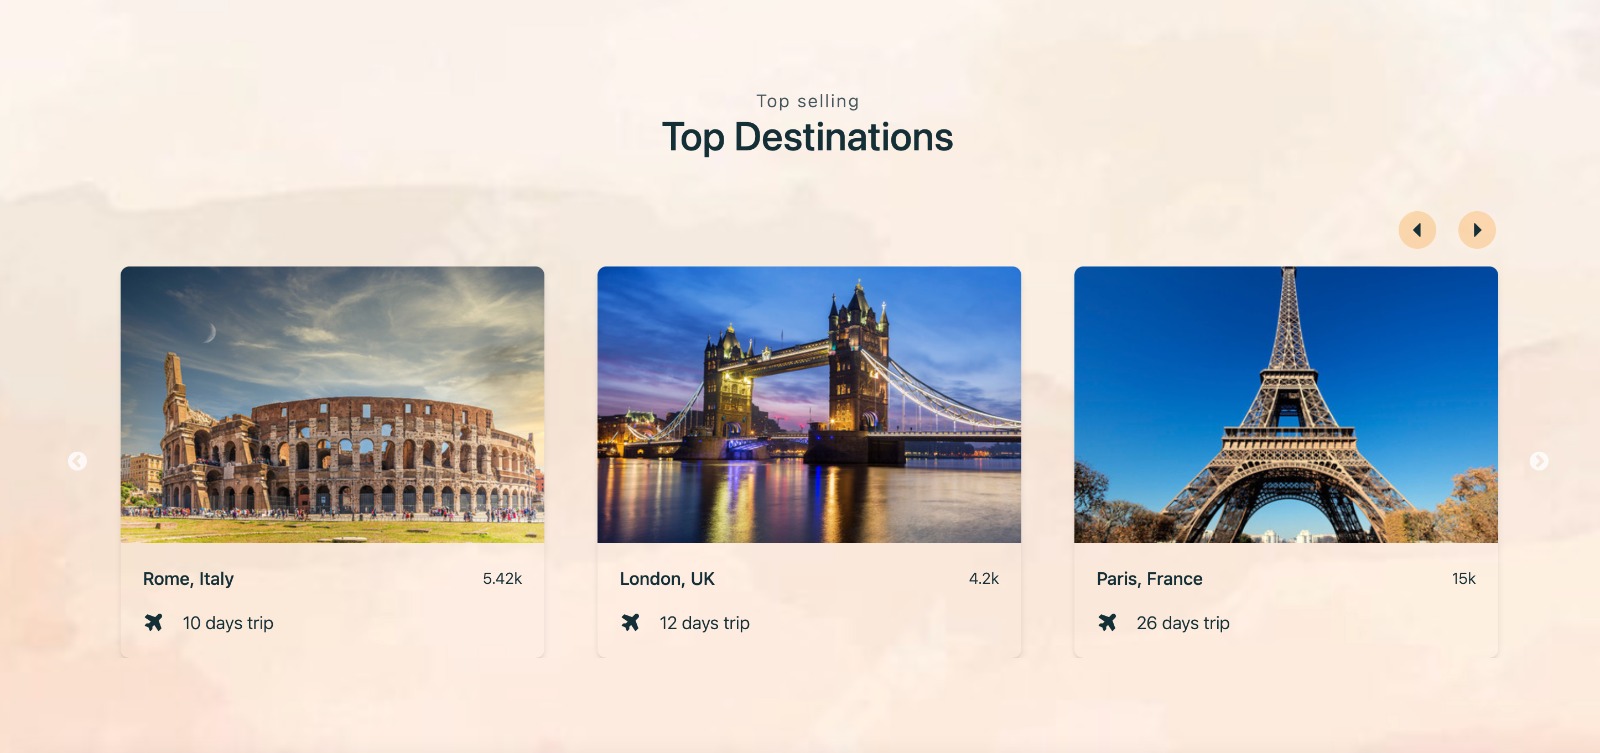 Top selling
Top Destinations
Rome, Italy 5.42k
10 days trip
London, UK 4.2k
12 days trip
Paris, France 15k
26 days trip